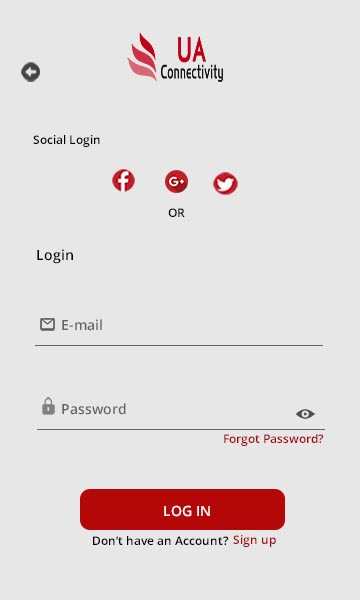 UA
Connectivity
Social Login
G+
OR
Login
E-mail
Password
Forgot Password?
LOG IN
Don't have an Account? Sign up